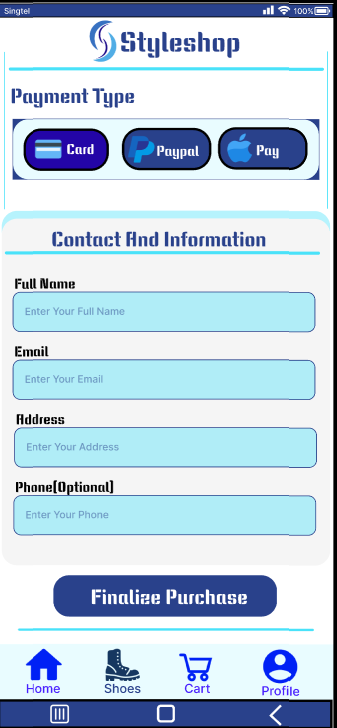 Singtel 100%
Styleshop
Payment Type
Card Paypal Pay
Contact And Information
Full Name
Enter Your Full Name
Email
Enter Your Email
Address
Enter Your Address
Phone(Optional)
Enter Your Phone
Finalize Purchase
Home Shoes Cart Profile